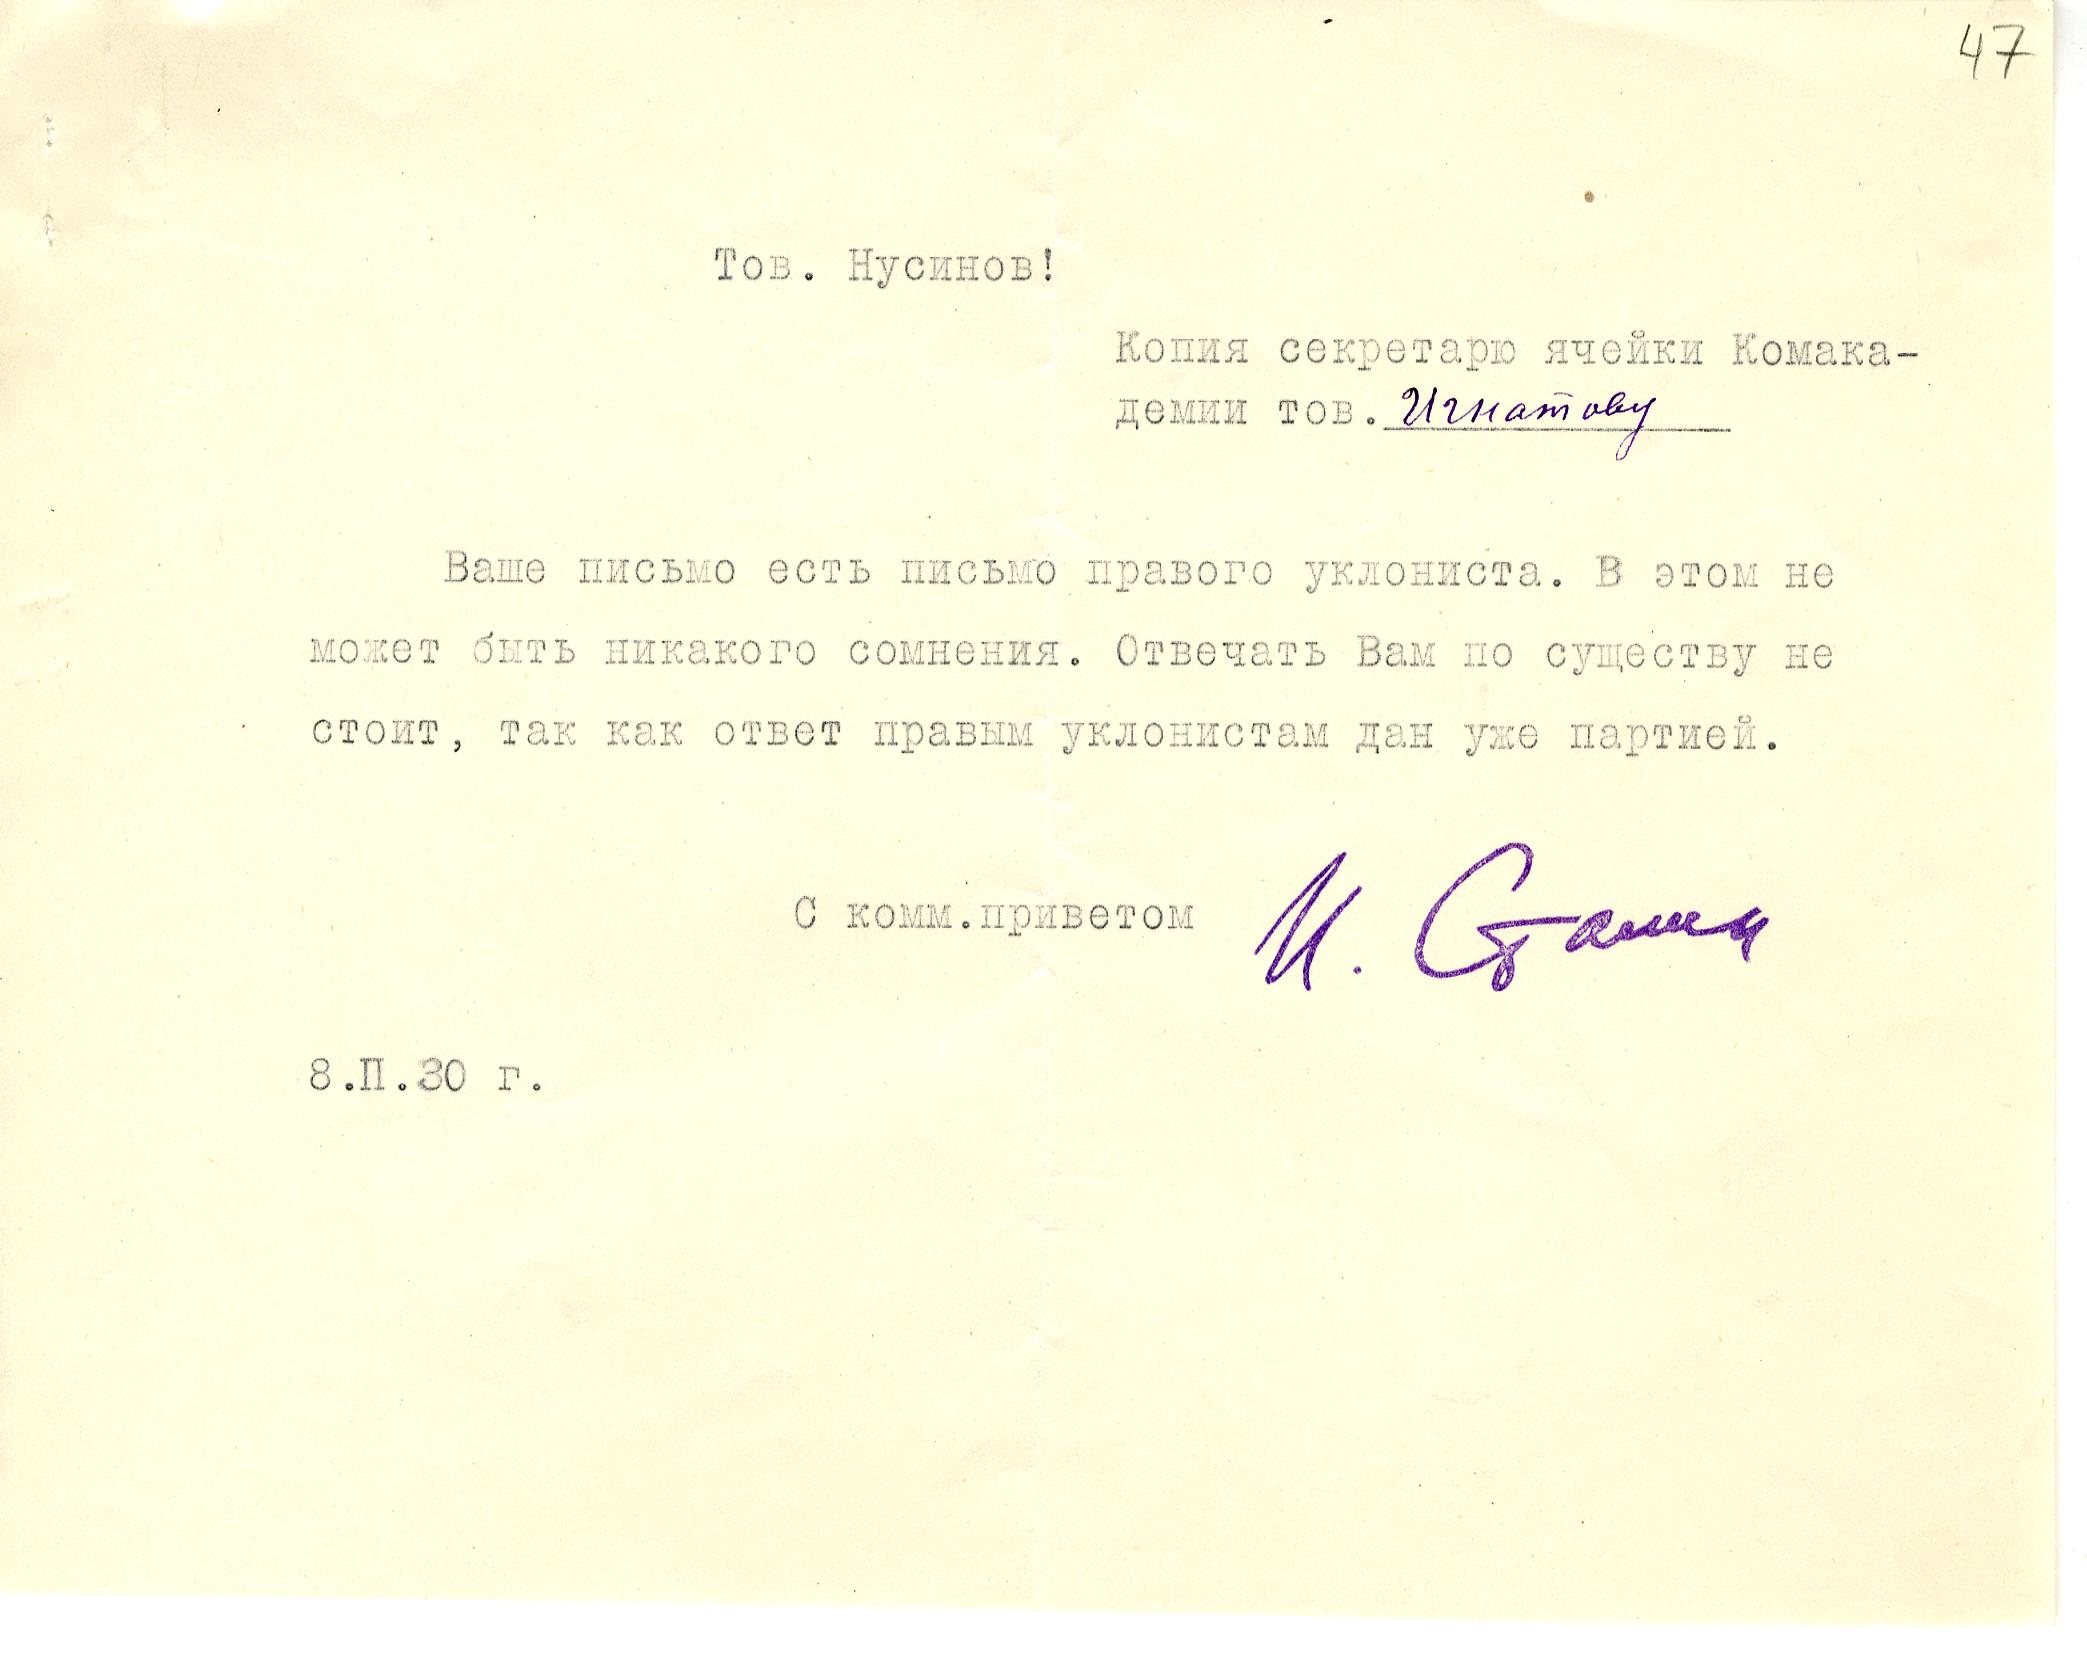 47
Тов. Нусинов!
Копия секретарю ячейки Комака-
демии тов. Игнатову
Ваше письмо есть письмо правого уклониста. В этом не
может быть никакого сомнения. Отвечать Вам по существу не
стоит, так как ответ правым уклонистам дан уже партией.
С комм.приветом И. Сталин
8.П.30 г.